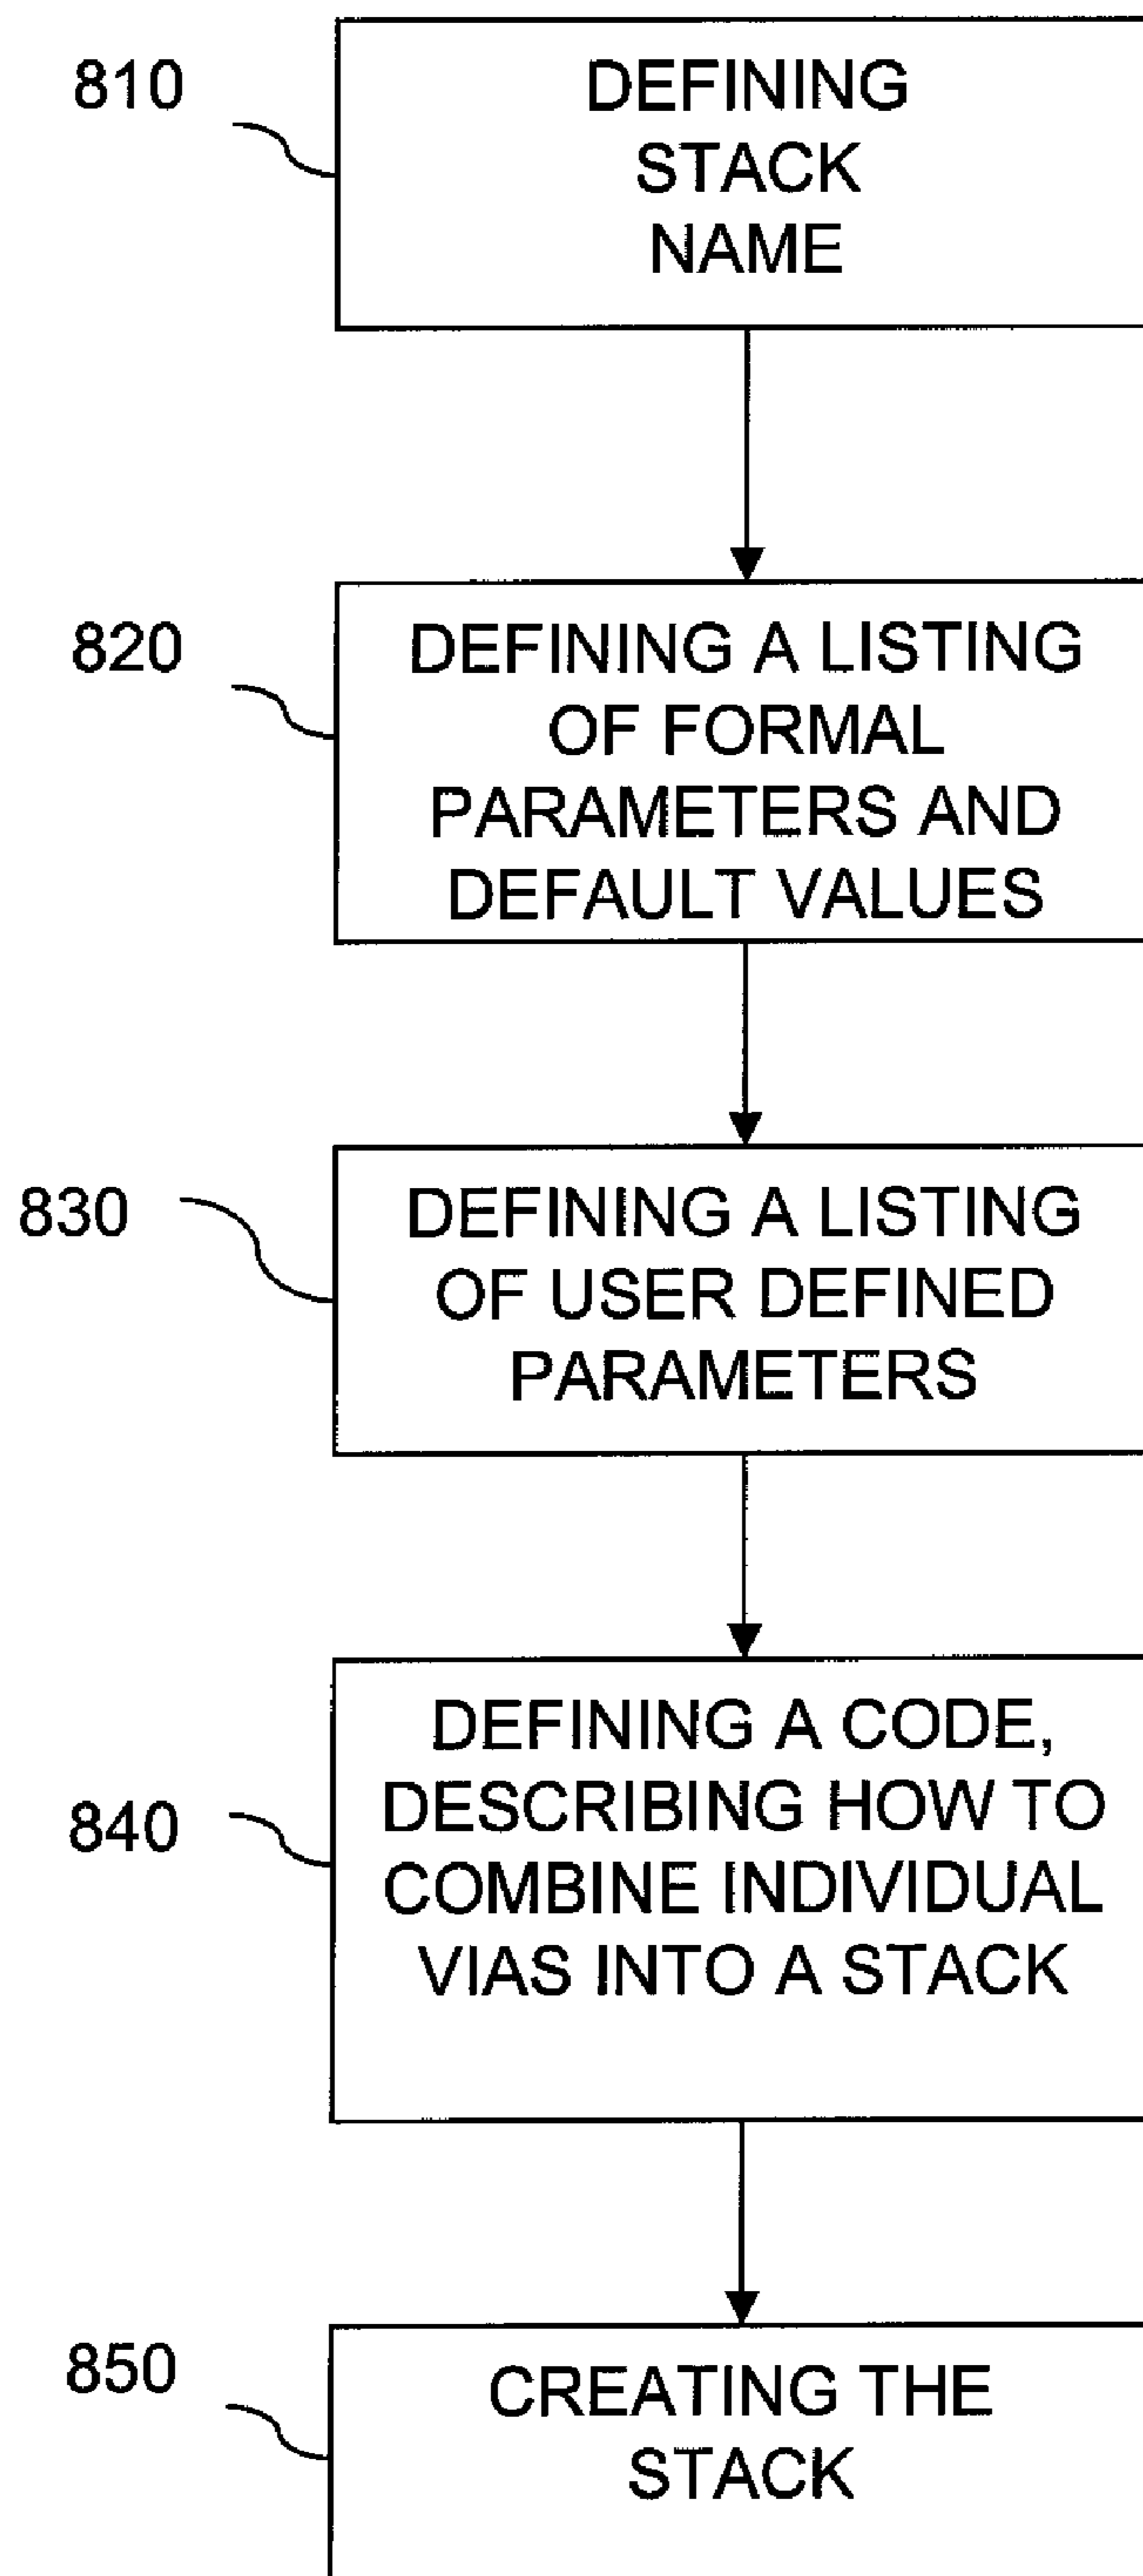 810
DEFINING
STACK
NAME
820
DEFINING A LISTING
OF FORMAL
PARAMETERS AND
DEFAULT VALUES
830
DEFINING A LISTING
OF USER DEFINED
PARAMETERS
840
DEFINING A CODE,
DESCRIBING HOW TO
COMBINE INDIVIDUAL
VIAS INTO A STACK
850
CREATING THE
STACK